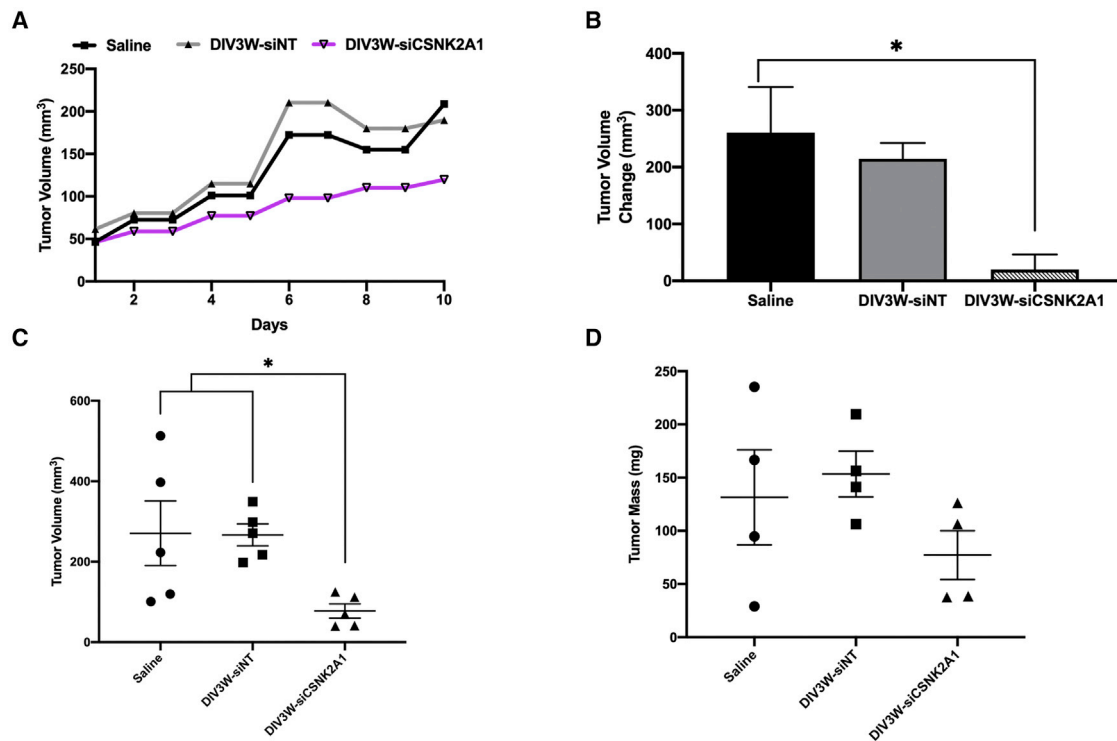 A
Saline DIV3W-siNT DIV3W-siCSNK2A1
250
200
150
100
50
0
Tumor Volume (mm³)
2 4 6 8 10
Days
B
*
400
300
200
100
0
Tumor Volume
Change (mm³)
Saline DIV3W-siNT DIV3W-siCSNK2A1
C
*
600
400
200
0
Tumor Volume (mm³)
Saline
DIV3W-siNT
DIV3W-siCSNK2A1
D
250
200
150
100
50
0
Tumor Mass (mg)
Saline
DIV3W-siNT
DIV3W-siCSNK2A1